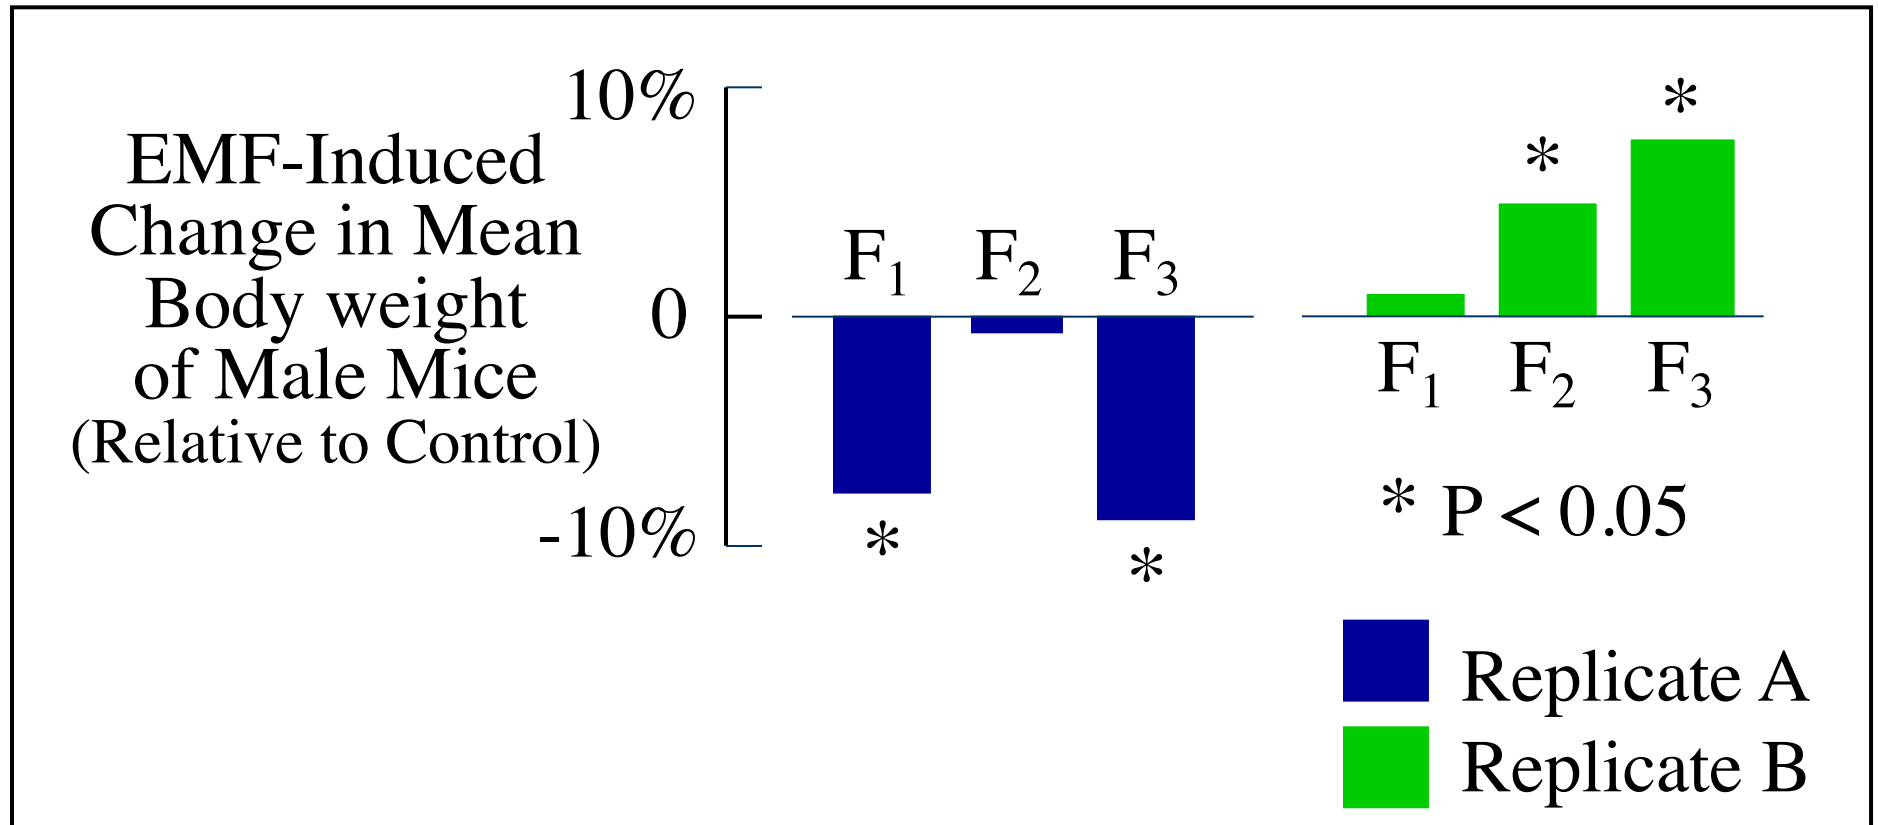 EMF-Induced
Change in Mean
Body weight
of Male Mice
(Relative to Control)
10%
0
-10%
F₁ F₂ F₃
*
*
*
*
F₁ F₂ F₃
* P < 0.05
Replicate A
Replicate B